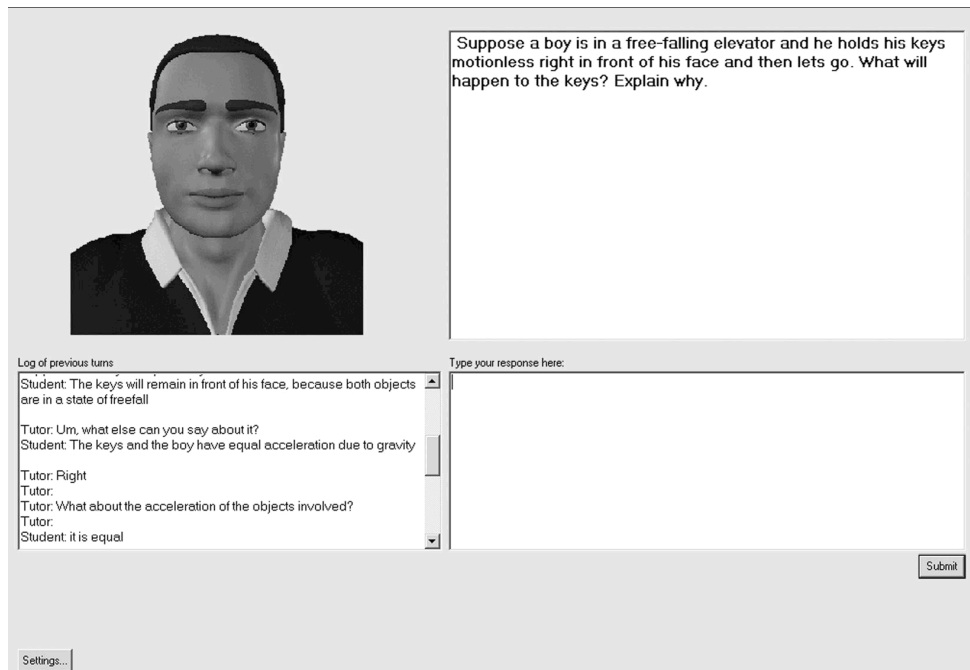 Suppose a boy is in a free-falling elevator and he holds his keys
motionless right in front of his face and then lets go. What will
happen to the keys? Explain why.
Log of previous turns
Student: The keys will remain in front of his face, because both objects
are in a state of freefall
Tutor: Um, what else can you say about it?
Student: The keys and the boy have equal acceleration due to gravity
Tutor: Right
Tutor:
Tutor: What about the acceleration of the objects involved?
Tutor:
Student: it is equal
Type your response here:
Submit
Settings...